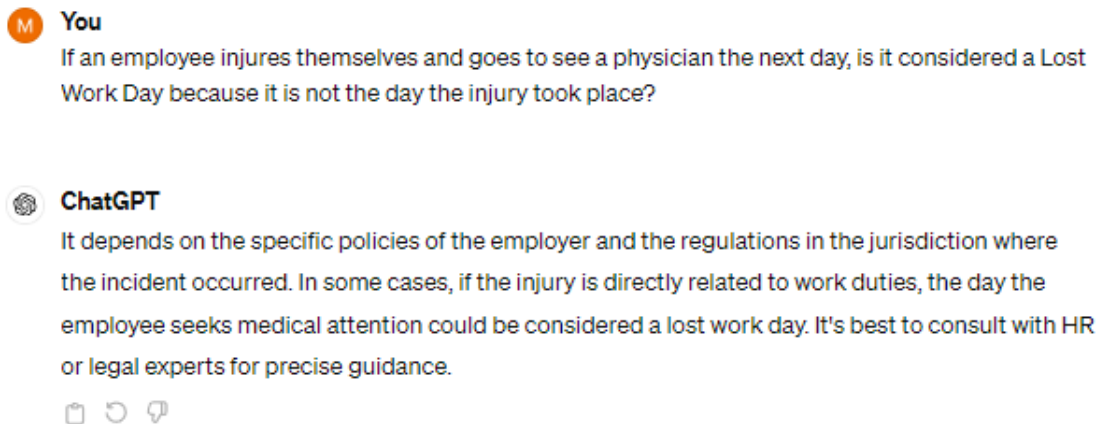 M
You
If an employee injures themselves and goes to see a physician the next day, is it considered a Lost
Work Day because it is not the day the injury took place?
ChatGPT
It depends on the specific policies of the employer and the regulations in the jurisdiction where
the incident occurred. In some cases, if the injury is directly related to work duties, the day the
employee seeks medical attention could be considered a lost work day. It's best to consult with HR
or legal experts for precise guidance.